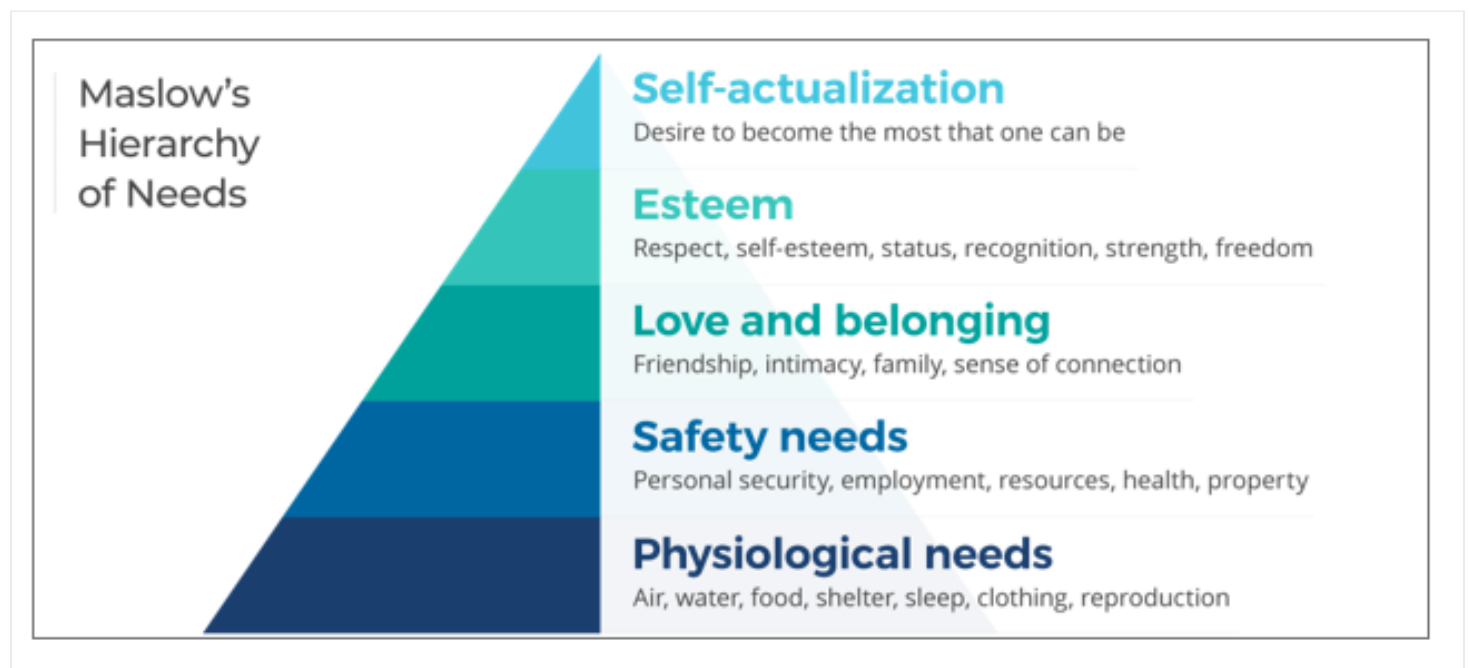 Maslow's
Hierarchy
of Needs
Self-actualization
Desire to become the most that one can be
Esteem
Respect, self-esteem, status, recognition, strength, freedom
Love and belonging
Friendship, intimacy, family, sense of connection
Safety needs
Personal security, employment, resources, health, property
Physiological needs
Air, water, food, shelter, sleep, clothing, reproduction